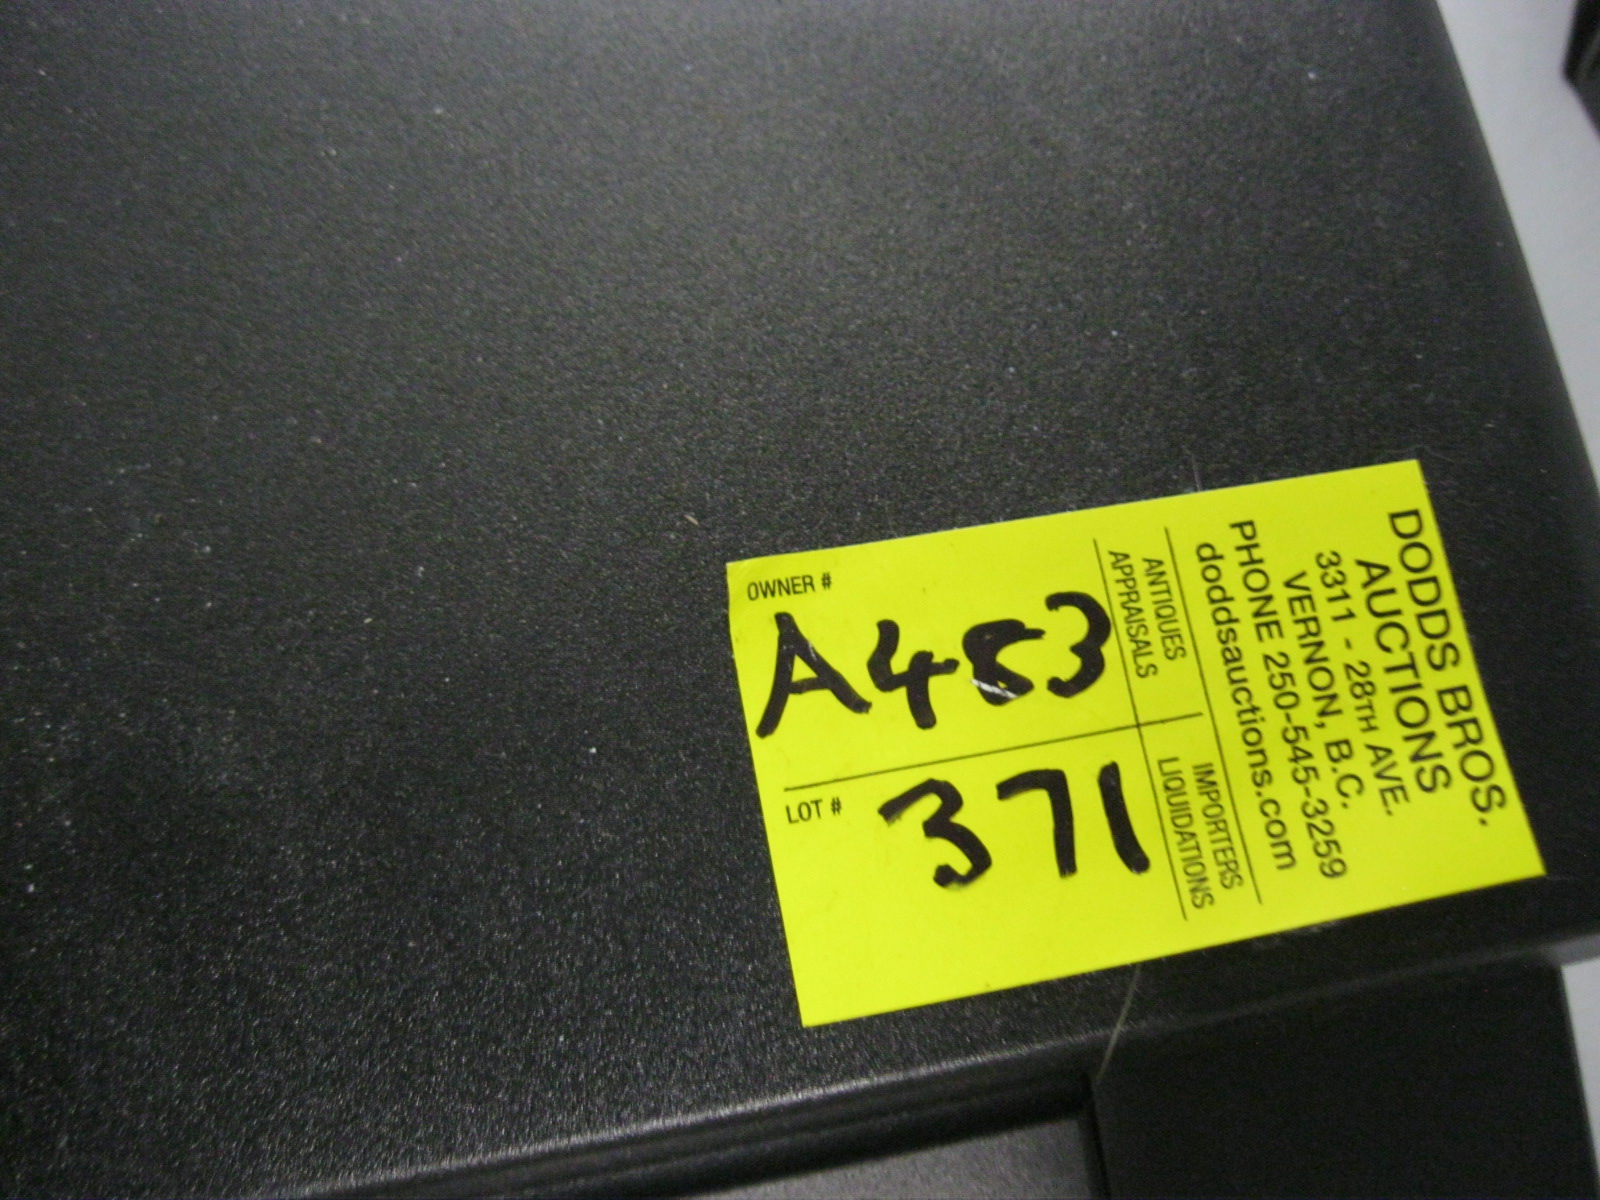 DODDS BROS.
AUCTIONS
3311 - 28TH AVE.
VERNON, B.C.
PHONE 250-545-3259
doddsauctions.com
ANTIQUES
APPRAISALS
IMPORTERS
LIQUIDATIONS
OWNER #
A483
LOT #
371